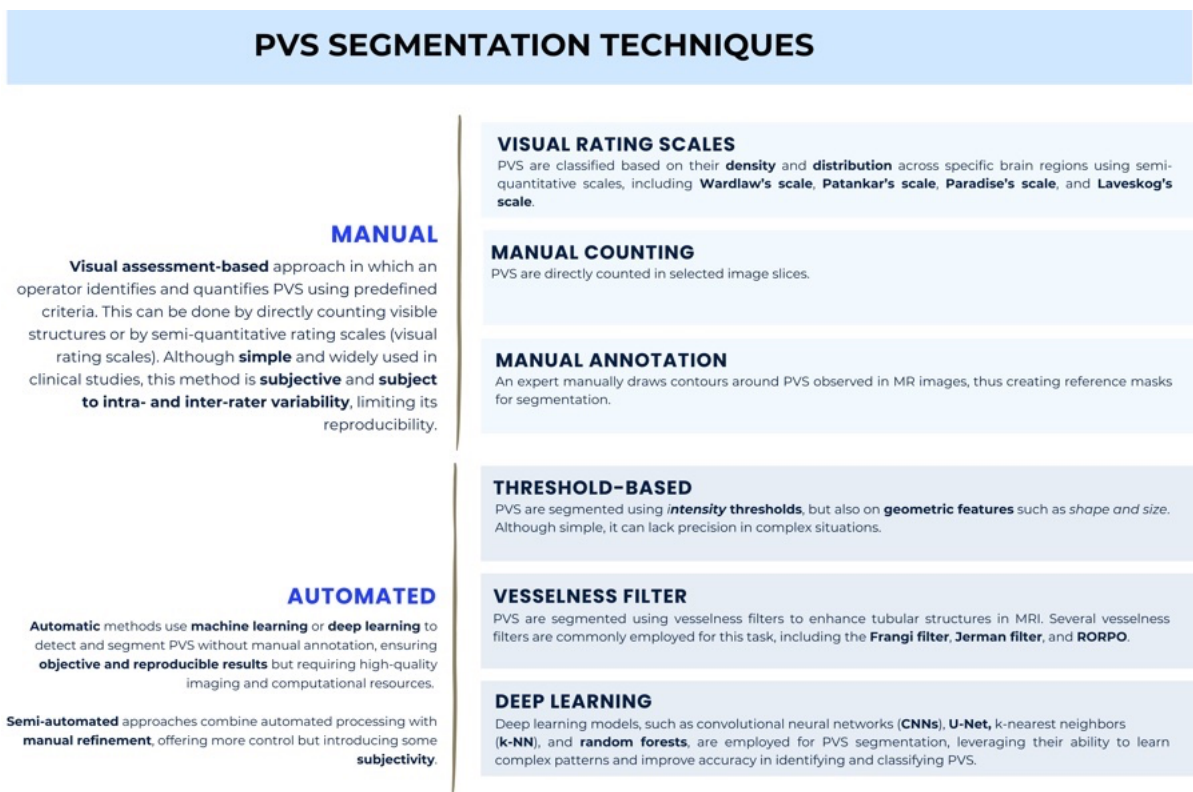 PVS SEGMENTATION TECHNIQUES
MANUAL
Visual assessment-based approach in which an
operator identifies and quantifies PVS using predefined
criteria. This can be done by directly counting visible
structures or by semi-quantitative rating scales (visual
rating scales). Although simple and widely used in
clinical studies, this method is subjective and subject
to intra- and inter-rater variability, limiting its
reproducibility.
VISUAL RATING SCALES
PVS are classified based on their density and distribution across specific brain regions using semi-
quantitative scales, including Wardlaw's scale, Patankar's scale, Paradise's scale, and Laveskog's
scale.
MANUAL COUNTING
PVS are directly counted in selected image slices.
MANUAL ANNOTATION
An expert manually draws contours around PVS observed in MR images, thus creating reference masks
for segmentation.
AUTOMATED
Automatic methods use machine learning or deep learning to
detect and segment PVS without manual annotation, ensuring
objective and reproducible results but requiring high-quality
imaging and computational resources.
Semi-automated approaches combine automated processing with
manual refinement, offering more control but introducing some
subjectivity.
THRESHOLD-BASED
PVS are segmented using intensity thresholds, but also on geometric features such as shape and size.
Although simple, it can lack precision in complex situations.
VESSELNESS FILTER
PVS are segmented using vesselness filters to enhance tubular structures in MRI. Several vesselness
filters are commonly employed for this task, including the Frangi filter, Jerman filter, and RORPO.
DEEP LEARNING
Deep learning models, such as convolutional neural networks (CNNs), U-Net, k-nearest neighbors
(k-NN), and random forests, are employed for PVS segmentation, leveraging their ability to learn
complex patterns and improve accuracy in identifying and classifying PVS.